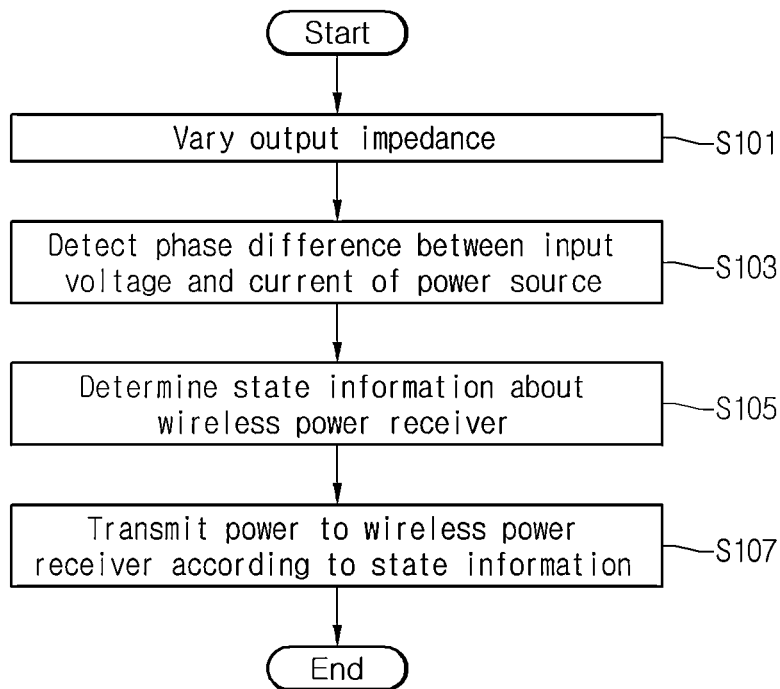 Start
Vary output impedance
S101
Detect phase difference between input
voltage and current of power source
S103
Determine state information about
wireless power receiver
S105
Transmit power to wireless power
receiver according to state information
S107
End